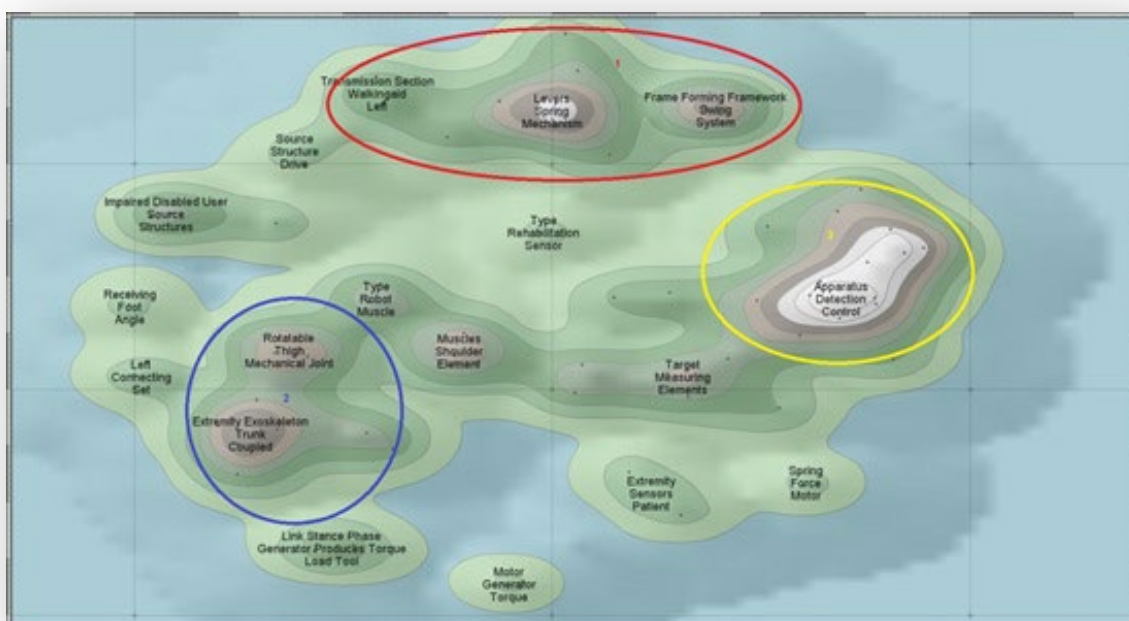 1
Transmission Section
Walkingaid
Left
Levers
Spring
Mechanism
Frame Forming Framework
Swing
System
Source
Structure
Drive
Impaired Disabled User
Source
Structures
Type
Rehabilitation
Sensor
3
Apparatus
Detection
Control
Receiving
Foot
Angle
Type
Robot
Muscle
Rotatable
Thigh
Mechanical Joint
Muscles
Shoulder
Element
Left
Connecting
Set
Target
Measuring
Elements
2
Extremity Exoskeleton
Trunk
Coupled
Extremity
Sensors
Patient
Spring
Force
Motor
Link Stance Phase
Generator Produces Torque
Load Tool
Motor
Generator
Torque